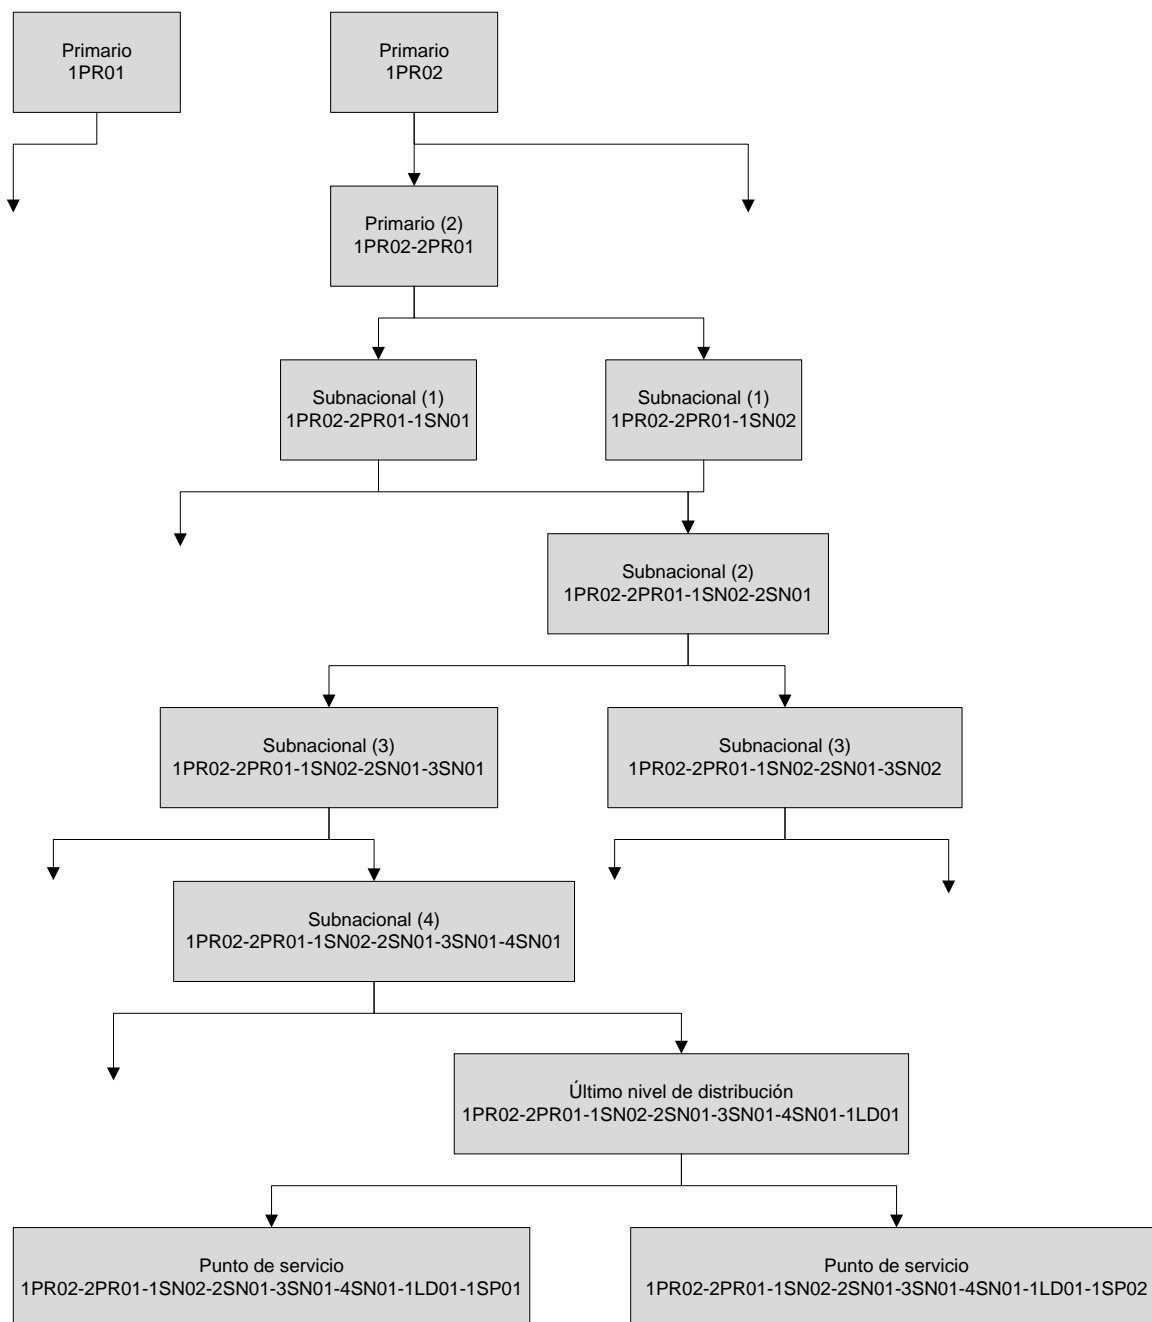 Primario
1PR01
Primario
1PR02
Primario (2)
1PR02-2PR01
Subnacional (1)
1PR02-2PR01-1SN01
Subnacional (1)
1PR02-2PR01-1SN02
Subnacional (2)
1PR02-2PR01-1SN02-2SN01
Subnacional (3)
1PR02-2PR01-1SN02-2SN01-3SN01
Subnacional (3)
1PR02-2PR01-1SN02-2SN01-3SN02
Subnacional (4)
1PR02-2PR01-1SN02-2SN01-3SN01-4SN01
Último nivel de distribución
1PR02-2PR01-1SN02-2SN01-3SN01-4SN01-1LD01
Punto de servicio
1PR02-2PR01-1SN02-2SN01-3SN01-4SN01-1LD01-1SP01
Punto de servicio
1PR02-2PR01-1SN02-2SN01-3SN01-4SN01-1LD01-1SP02